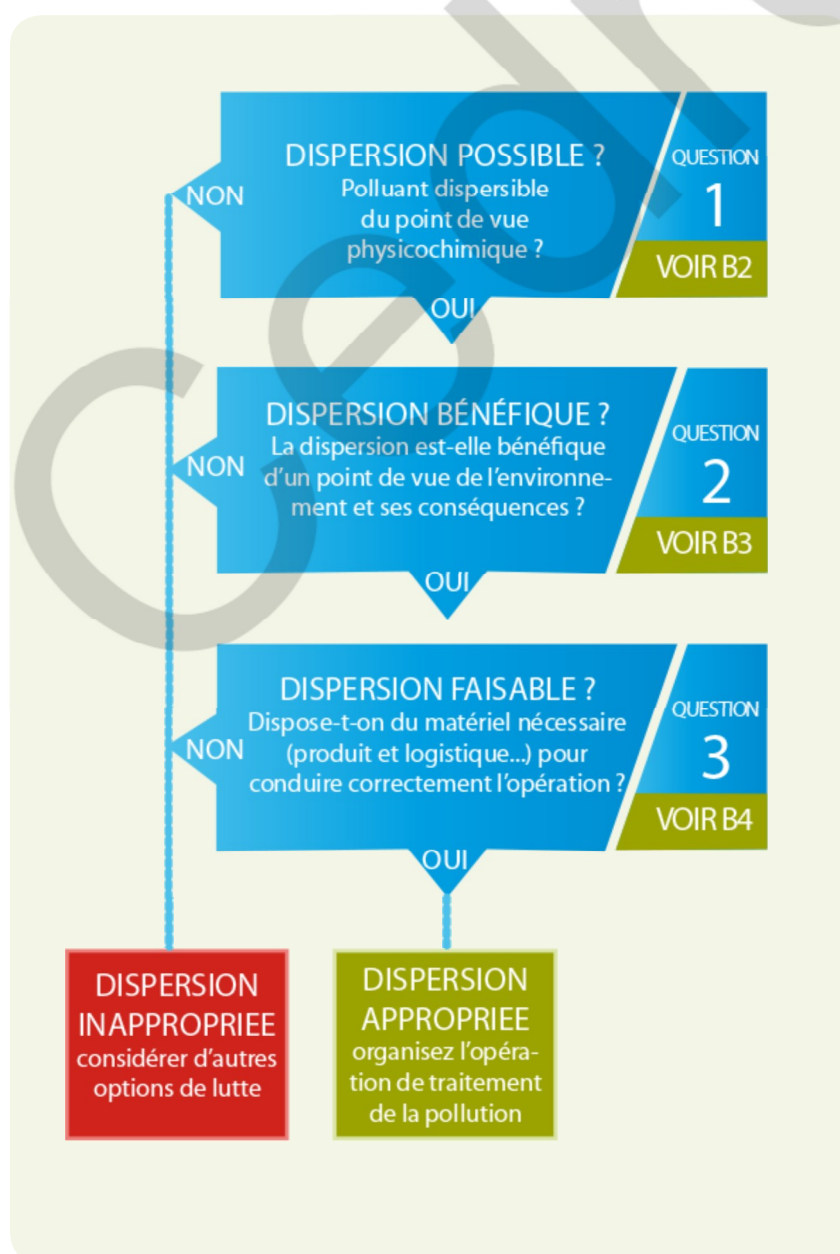 DISPERSION POSSIBLE ?
Polluant dispersible
du point de vue
physicochimique ?
QUESTION
1
VOIR B2
NON
OUI
DISPERSION BÉNÉFIQUE ?
La dispersion est-elle bénéfique
d'un point de vue de l'environne-
ment et ses conséquences ?
QUESTION
2
VOIR B3
NON
OUI
DISPERSION FAISABLE ?
Dispose-t-on du matériel nécessaire
(produit et logistique...) pour
conduire correctement l'opération ?
QUESTION
3
VOIR B4
NON
OUI
DISPERSION
INAPPROPRIEE
considérer d'autres
options de lutte
DISPERSION
APPROPRIEE
organisez l'opéra-
tion de traitement
de la pollution